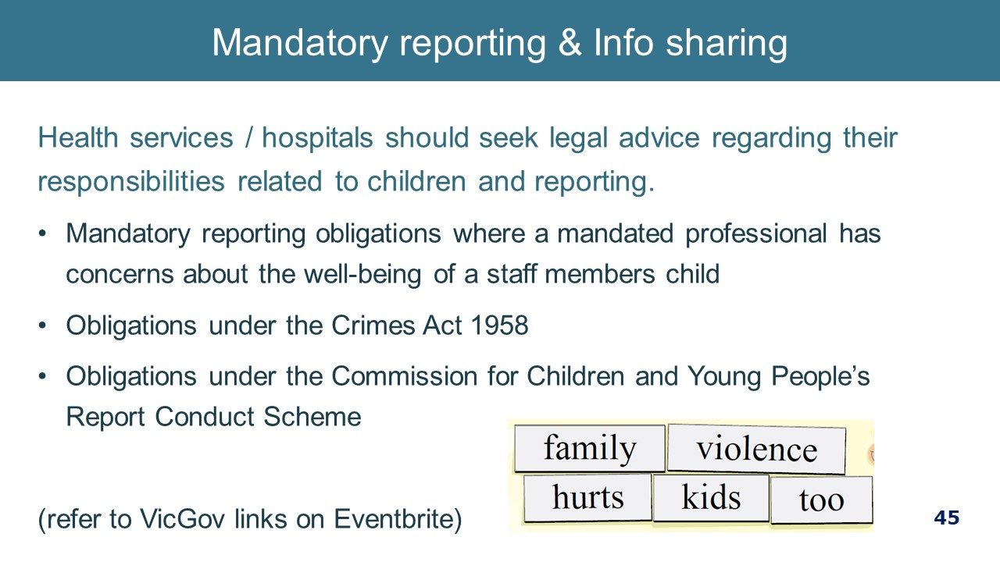 Mandatory reporting & Info sharing
Health services / hospitals should seek legal advice regarding their
responsibilities related to children and reporting.
• Mandatory reporting obligations where a mandated professional has
concerns about the well-being of a staff members child
• Obligations under the Crimes Act 1958
• Obligations under the Commission for Children and Young People’s
Report Conduct Scheme
family violence
hurts kids too
(refer to VicGov links on Eventbrite)
45